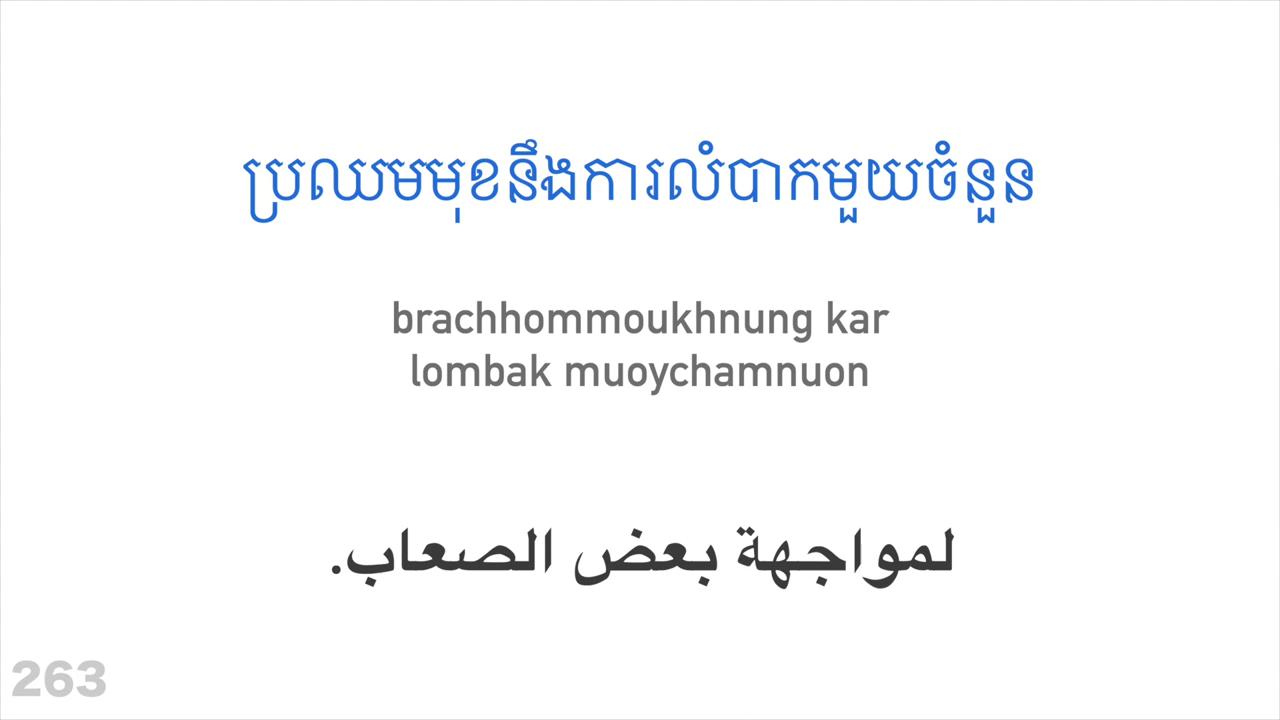 ប្រឈមមុខនឹងការលំបាកមួយចំនួន
brachhommoukhnung kar
lombak muoychamnuon
لمواجهة بعض الصعاب.
263